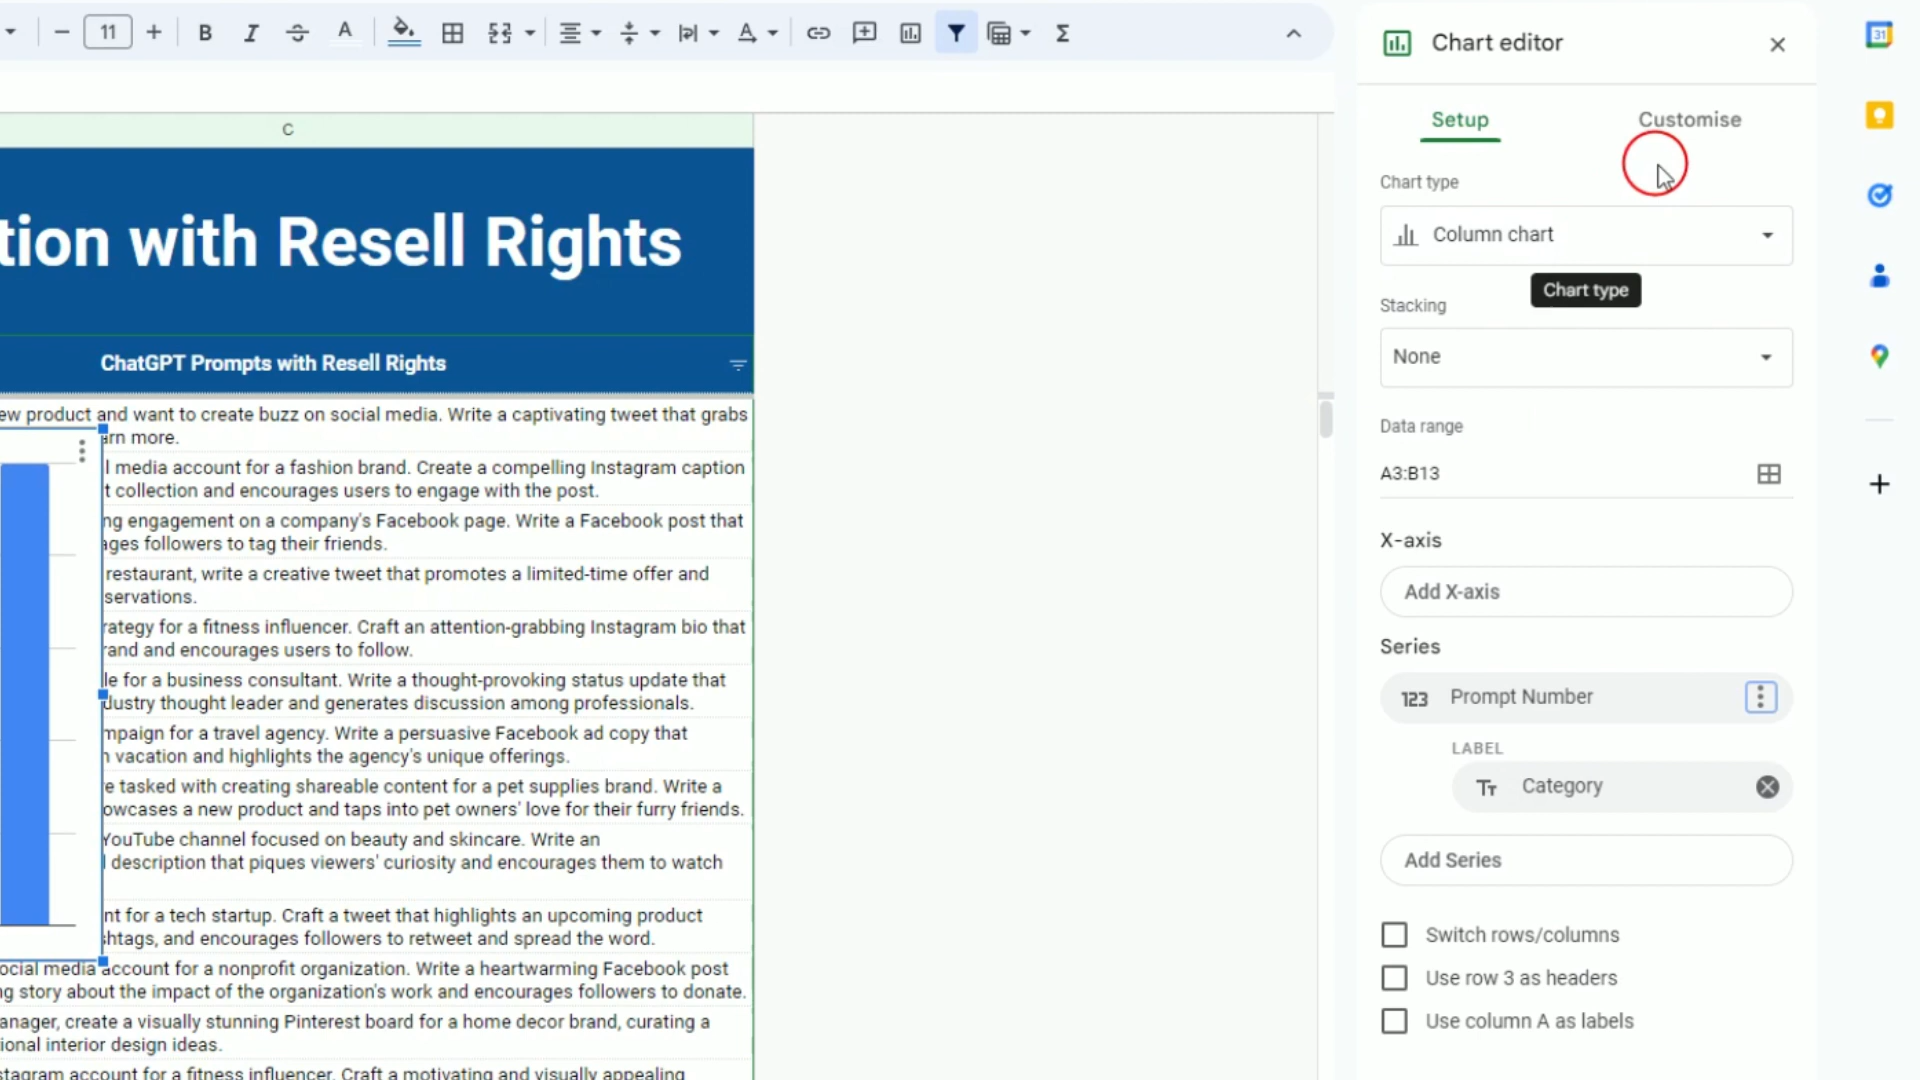 11
B
I
S
A
A
Σ
C
tion with Resell Rights
ChatGPT Prompts with Resell Rights
ew product and want to create buzz on social media. Write a captivating tweet that grabs
arn more.
l media account for a fashion brand. Create a compelling Instagram caption
t collection and encourages users to engage with the post.
ng engagement on a company's Facebook page. Write a Facebook post that
ages followers to tag their friends.
restaurant, write a creative tweet that promotes a limited-time offer and
servations.
rategy for a fitness influencer. Craft an attention-grabbing Instagram bio that
rand and encourages users to follow.
le for a business consultant. Write a thought-provoking status update that
dustry thought leader and generates discussion among professionals.
mpaign for a travel agency. Write a persuasive Facebook ad copy that
n vacation and highlights the agency's unique offerings.
e tasked with creating shareable content for a pet supplies brand. Write a
owcases a new product and taps into pet owners' love for their furry friends.
YouTube channel focused on beauty and skincare. Write an
l description that piques viewers' curiosity and encourages them to watch
nt for a tech startup. Craft a tweet that highlights an upcoming product
shtags, and encourages followers to retweet and spread the word.
ocial media account for a nonprofit organization. Write a heartwarming Facebook post
ng story about the impact of the organization's work and encourages followers to donate.
anager, create a visually stunning Pinterest board for a home decor brand, curating a
ional interior design ideas.
stagram account for a fitness influencer. Craft a motivating and visually appealing
Chart editor
Setup
Customise
Chart type
Column chart
Chart type
Stacking
None
Data range
A3:B13
X-axis
Add X-axis
Series
123 Prompt Number
LABEL
Tт Category
Add Series
Switch rows/columns
Use row 3 as headers
Use column A as labels
31